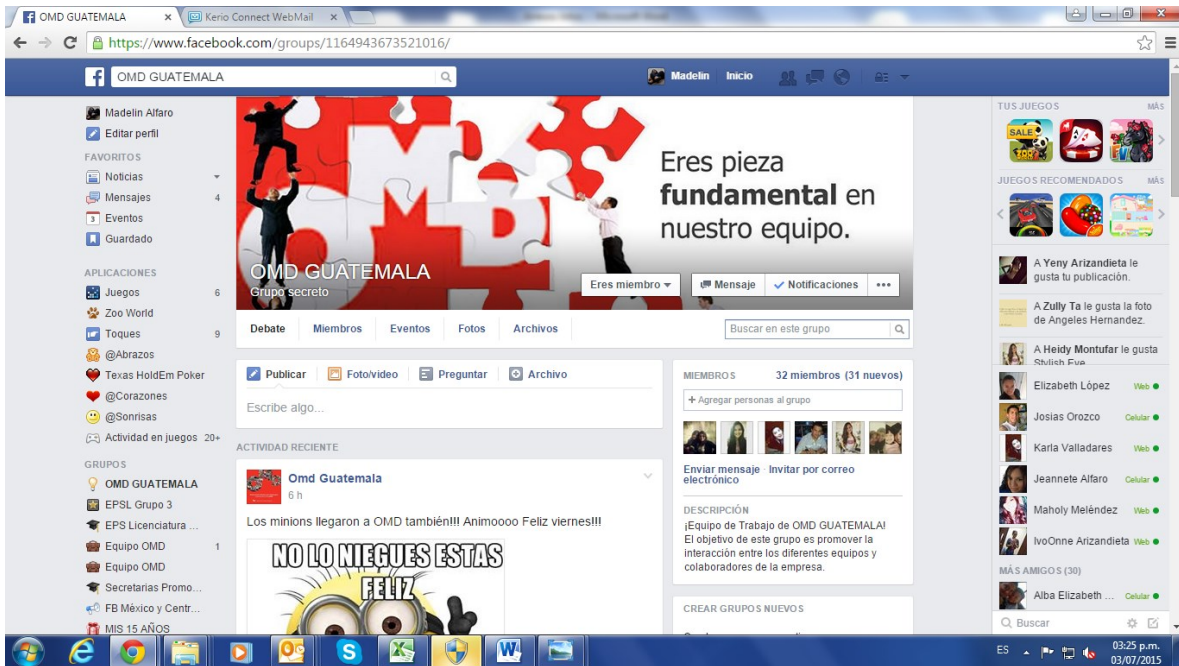 OMD GUATEMALA
Kerio Connect WebMail
https://www.facebook.com/groups/1164943673521016/
OMD GUATEMALA
Madelin
Inicio
Madelin Alfaro
Editar perfil
FAVORITOS
Noticias
Mensajes 4
Eventos
Guardado
APLICACIONES
Juegos 6
Zoo World
Toques 9
@Abrazos
Texas HoldEm Poker
@Corazones
@Sonrisas
Actividad en juegos 20+
GRUPOS
OMD GUATEMALA
EPSL Grupo 3
EPS Licenciatura ...
Equipo OMD 1
Equipo OMD
Secretarias Promo...
FB México y Centr...
MIS 15 AÑOS
OMD
Eres pieza
fundamental en
nuestro equipo.
OMD GUATEMALA
Grupo secreto
Eres miembro
Mensaje
Notificaciones
Debate
Miembros
Eventos
Fotos
Archivos
Buscar en este grupo
Publicar
Foto/video
Preguntar
Archivo
Escribe algo...
ACTIVIDAD RECIENTE
Omd Guatemala
6 h
Los minions llegaron a OMD también!!! Animoooo Feliz viernes!!!
NO LO NIEGUES ESTAS
FELIZ
MIEMBROS
32 miembros (31 nuevos)
+ Agregar personas al grupo
Enviar mensaje · Invitar por correo
electrónico
DESCRIPCIÓN
¡Equipo de Trabajo de OMD GUATEMALA!
El objetivo de este grupo es promover la
interacción entre los diferentes equipos y
colaboradores de la empresa.
CREAR GRUPOS NUEVOS
TUS JUEGOS MÁS
SALE
JUEGOS RECOMENDADOS MÁS
A Yeny Arizandieta le
gusta tu publicación.
A Zully Ta le gusta la foto
de Angeles Hernandez.
A Heidy Montufar le gusta
Stylish Eve
Elizabeth López Web
Josias Orozco Celular
Karla Valladares Web
Jeannete Alfaro Celular
Maholy Meléndez Web
IvoOnne Arizandieta Web
MÁS AMIGOS (30)
Alba Elizabeth ... Celular
Buscar
ES
03:25 p.m.
03/07/2015